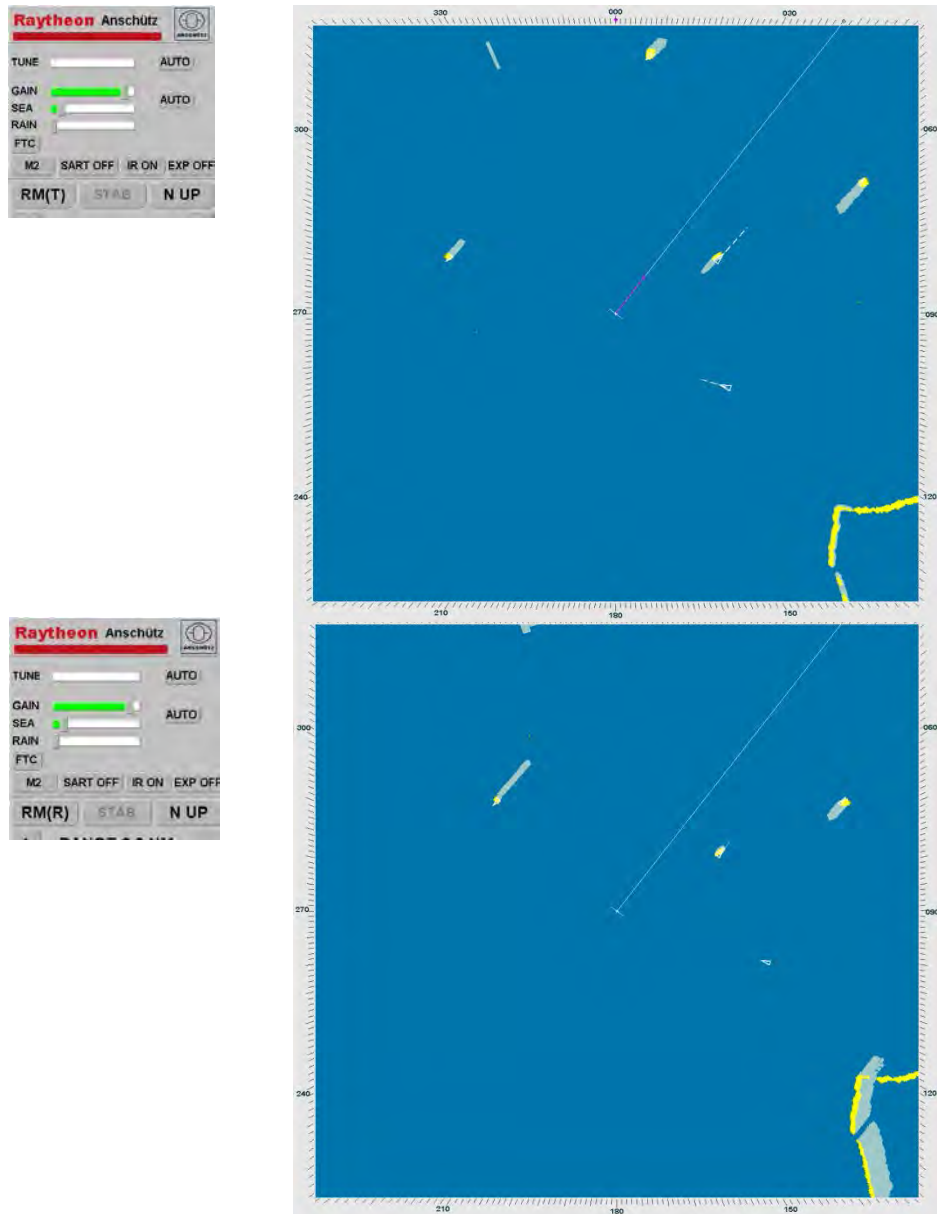 Raytheon Anschütz
ANSCHÜTZ
TUNE AUTO
GAIN
AUTO
SEA
RAIN
FTC
M2 SART OFF IR ON EXP OFF
RM(T) STAB N UP
330 000 030
300 060
270 090
240 120
210 180 150
Raytheon Anschütz
ANSCHÜTZ
TUNE AUTO
GAIN
AUTO
SEA
RAIN
FTC
M2 SART OFF IR ON EXP OFF
RM(R) STAB N UP
300 060
270 090
240 120
210 180 150